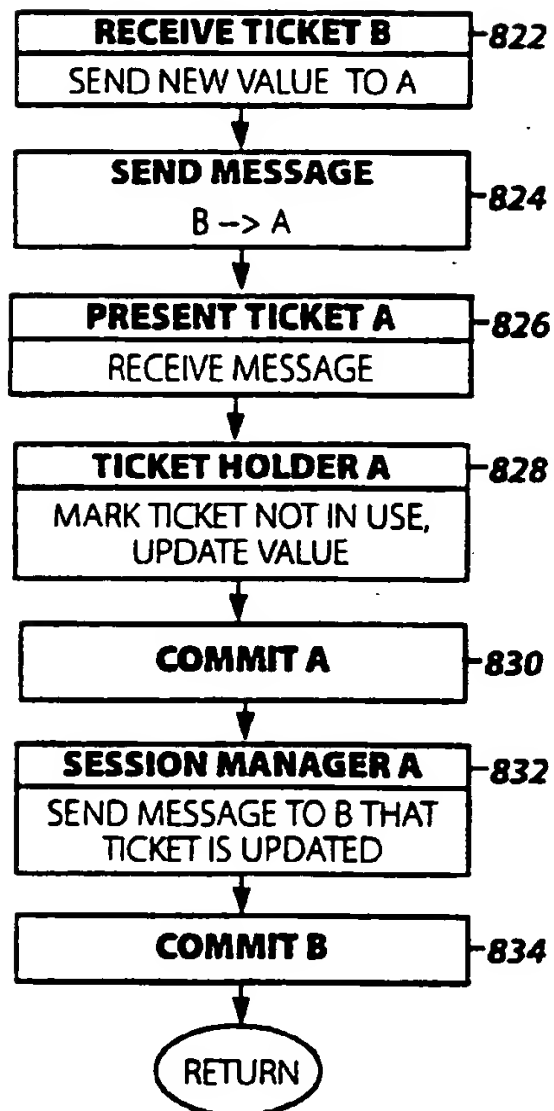 RECEIVE TICKET B
822
SEND NEW VALUE TO A
SEND MESSAGE
824
B --> A
PRESENT TICKET A
826
RECEIVE MESSAGE
TICKET HOLDER A
828
MARK TICKET NOT IN USE,
UPDATE VALUE
COMMIT A
830
SESSION MANAGER A
832
SEND MESSAGE TO B THAT
TICKET IS UPDATED
COMMIT B
834
RETURN